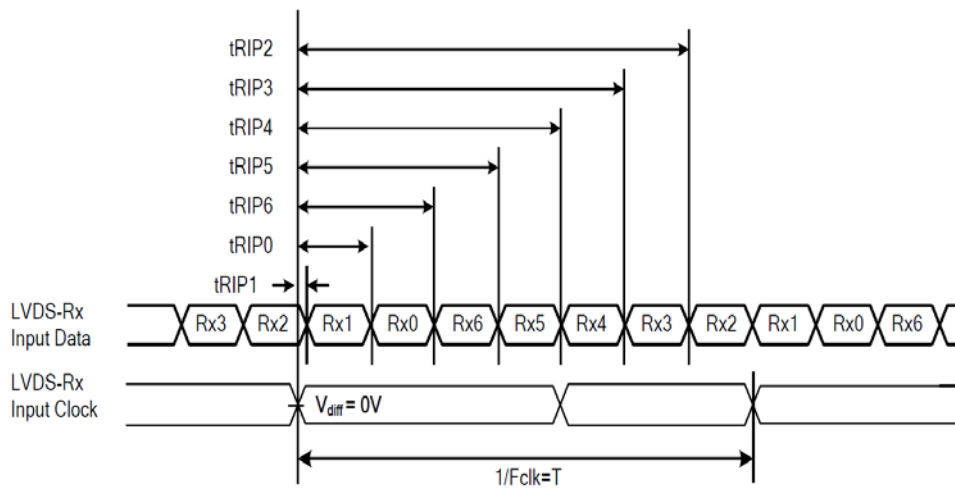 tRIP2
tRIP3
tRIP4
tRIP5
tRIP6
tRIP0
tRIP1
LVDS-Rx
Input Data
Rx3 Rx2 Rx1 Rx0 Rx6 Rx5 Rx4 Rx3 Rx2 Rx1 Rx0 Rx6
LVDS-Rx
Input Clock
Vdiff = 0V
1/Fclk=T